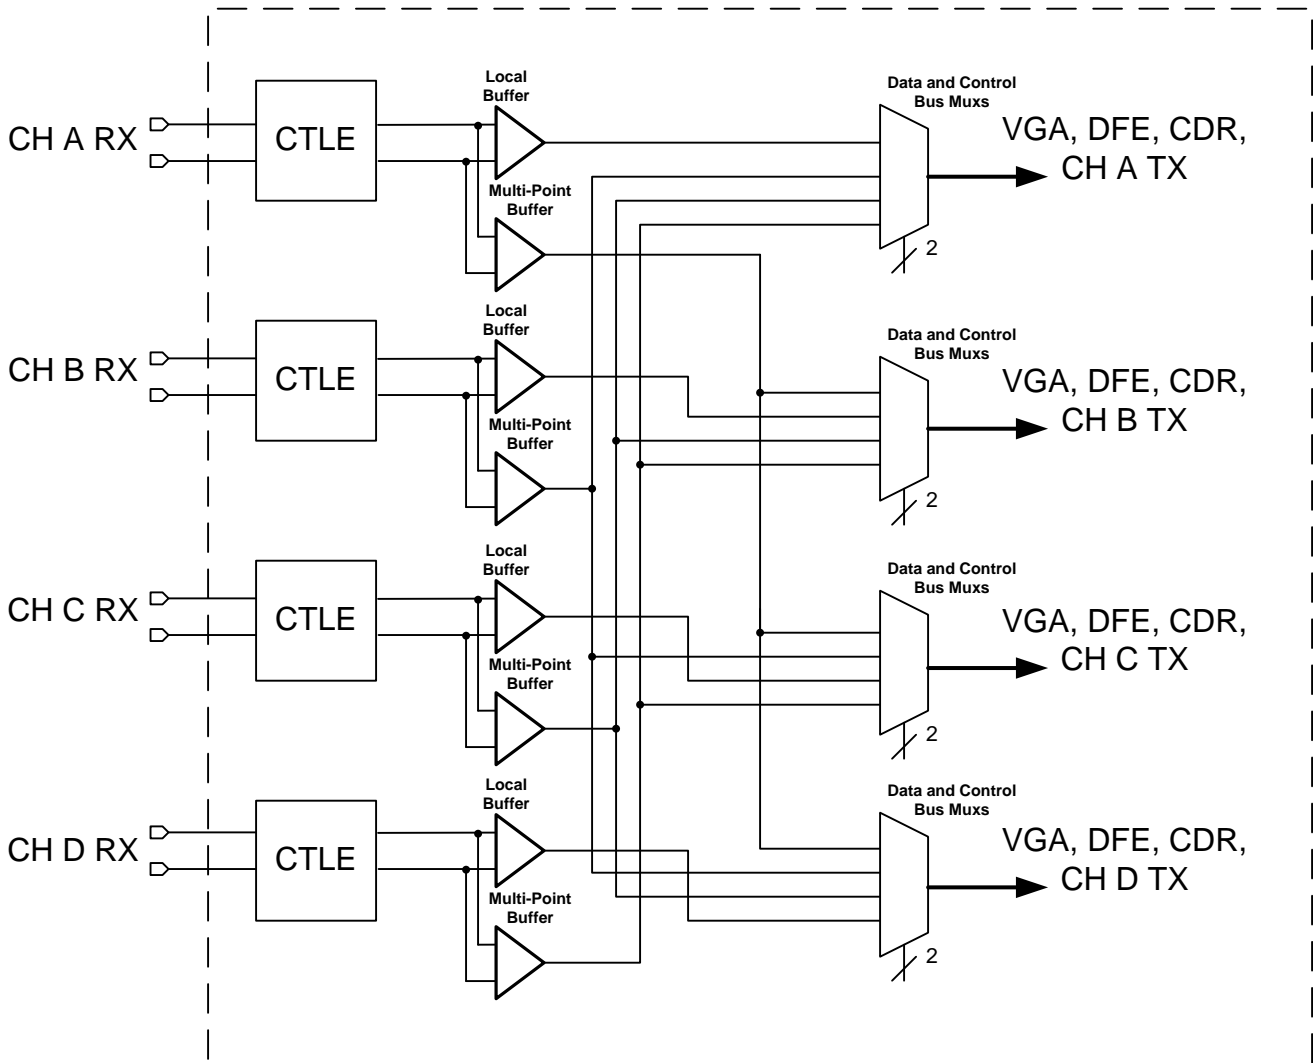 Local
Buffer
Data and Control
Bus Muxs
CH A RX
CTLE
VGA, DFE, CDR,
CH A TX
Multi-Point
Buffer
2
Local
Buffer
Data and Control
Bus Muxs
CH B RX
CTLE
VGA, DFE, CDR,
CH B TX
Multi-Point
Buffer
2
Local
Buffer
Data and Control
Bus Muxs
CH C RX
CTLE
VGA, DFE, CDR,
CH C TX
Multi-Point
Buffer
2
Local
Buffer
Data and Control
Bus Muxs
CH D RX
CTLE
VGA, DFE, CDR,
CH D TX
Multi-Point
Buffer
2